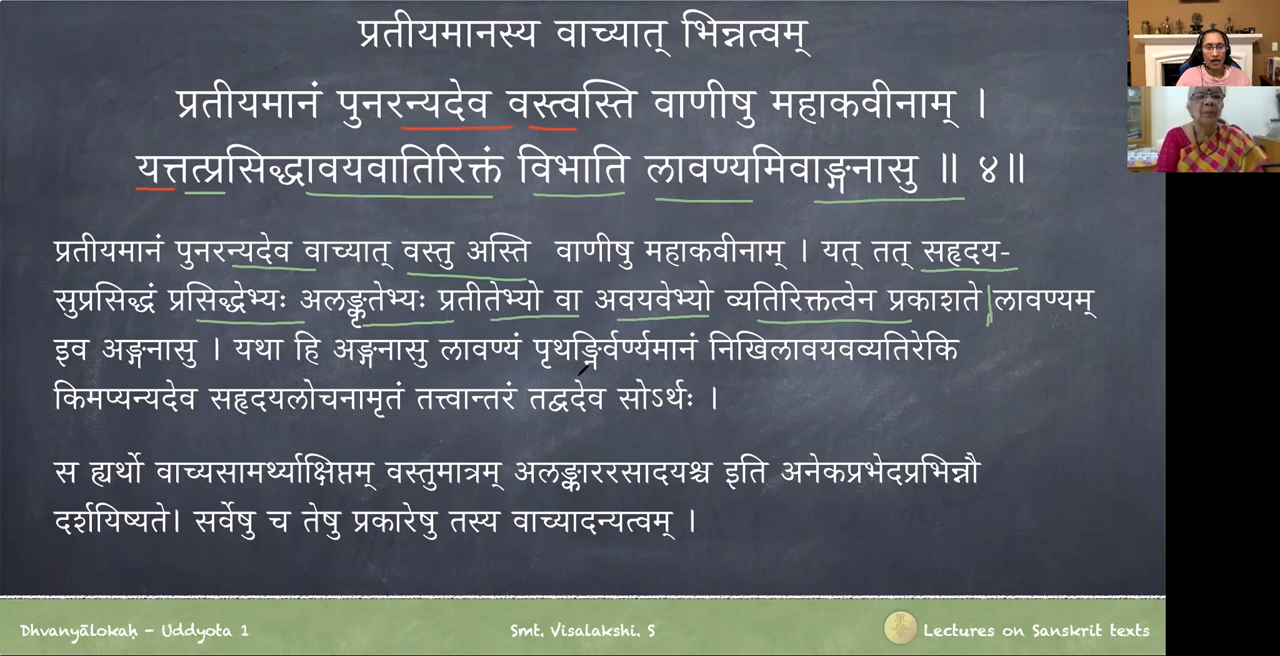 प्रतीयमानस्य वाच्यात् भिन्नत्वम्
प्रतीयमानं पुनरन्यदेव वस्त्वस्ति वाणीषु महाकवीनाम् ।
यत्तत्प्रसिद्धावयवातिरिक्तं विभाति लावण्यमिवाङ्गनासु ॥ ४॥
प्रतीयमानं पुनरन्यदेव वाच्यात् वस्तु अस्ति वाणीषु महाकवीनाम् । यत् तत् सहृदय-
सुप्रसिद्धं प्रसिद्धेभ्यः अलङ्कृतेभ्यः प्रतीतेभ्यो वा अवयवेभ्यो व्यतिरिक्तत्वेन प्रकाशते लावण्यम्
इव अङ्गनासु । यथा हि अङ्गनासु लावण्यं पृथङ्निर्वर्ण्यमानं निखिलावयवव्यतिरेकि
किमप्यन्यदेव सहृदयलोचनामृतं तत्त्वान्तरं तद्वदेव सोऽर्थः ।
स ह्यर्थो वाच्यसामर्थ्याक्षिप्तम् वस्तुमात्रम् अलङ्काररसादयश्च इति अनेकप्रभेदप्रभिन्नौ
दर्शयिष्यते। सर्वेषु च तेषु प्रकारेषु तस्य वाच्यादन्यत्वम् ।
Dhvanyālokaḥ - Uddyota 1
Smt. Visalakshi. S
Lectures on Sanskrit texts